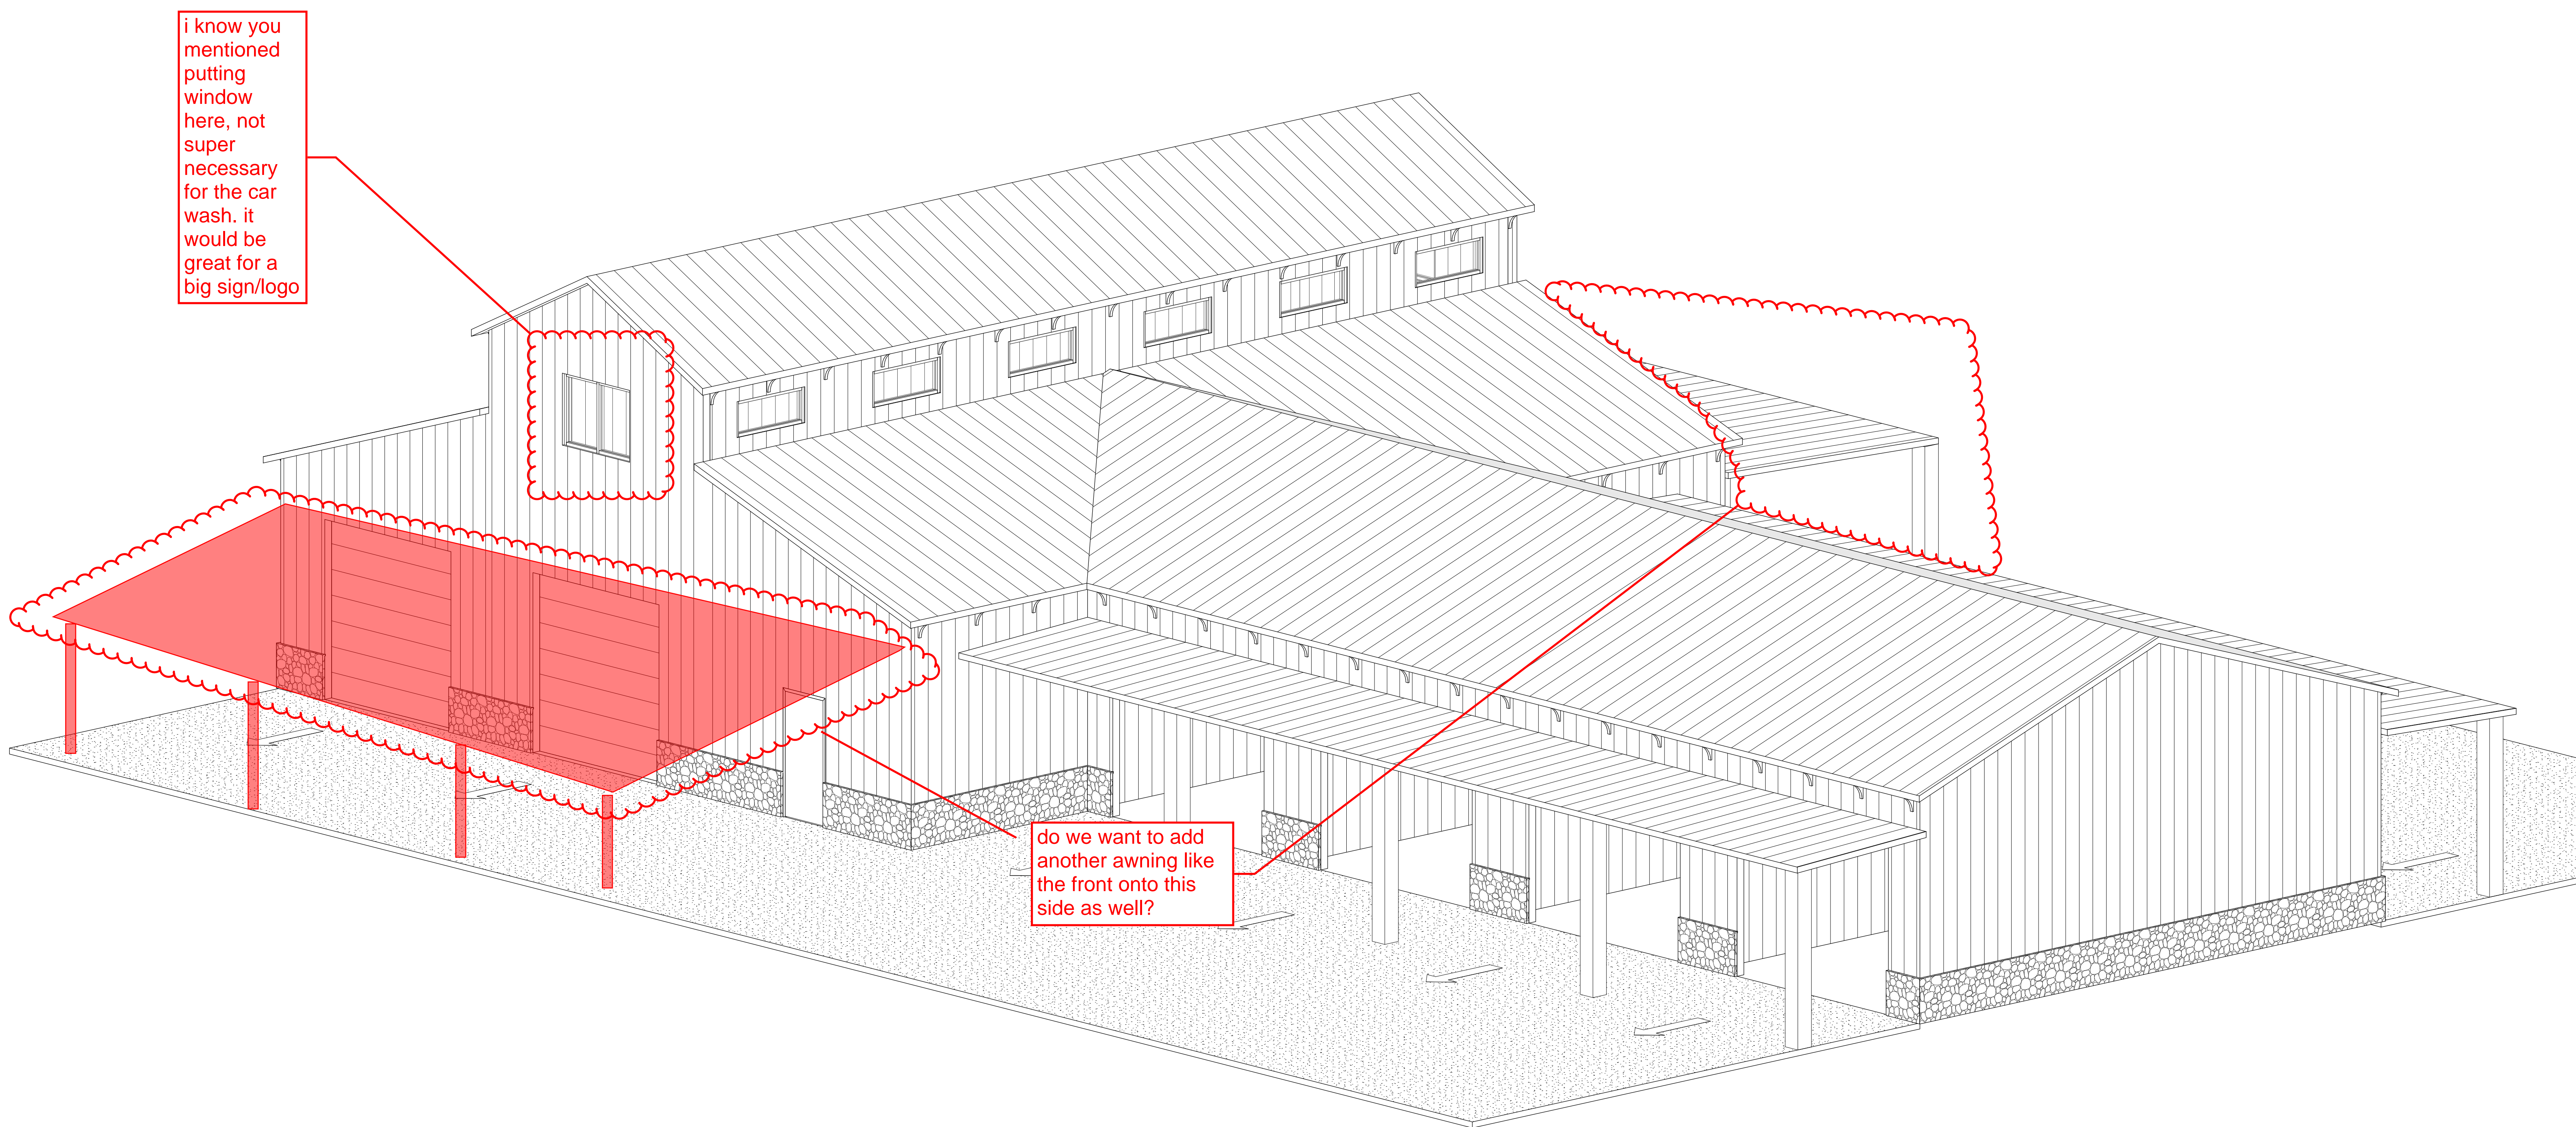 i know you
mentioned
putting
window
here, not
super
necessary
for the car
wash. it
would be
great for a
big sign/logo
do we want to add
another awning like
the front onto this
side as well?